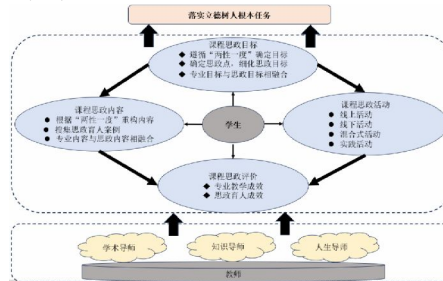 落实立德树人根本任务
课程思政目标
◆ 遵循“两性一度”确定目标
◆ 确定思政点，细化思政目标
◆ 专业目标与思政目标相融合
课程思政内容
● 根据“两性一度”重构内容
● 搜集思政育人案例
● 专业内容与思政内容相融合
学生
课程思政活动
● 线上活动
● 线下活动
● 混合式活动
● 实践活动
课程思政评价
◆ 专业教学成效
◆ 思政育人成效
学术导师
知识导师
人生导师
教师